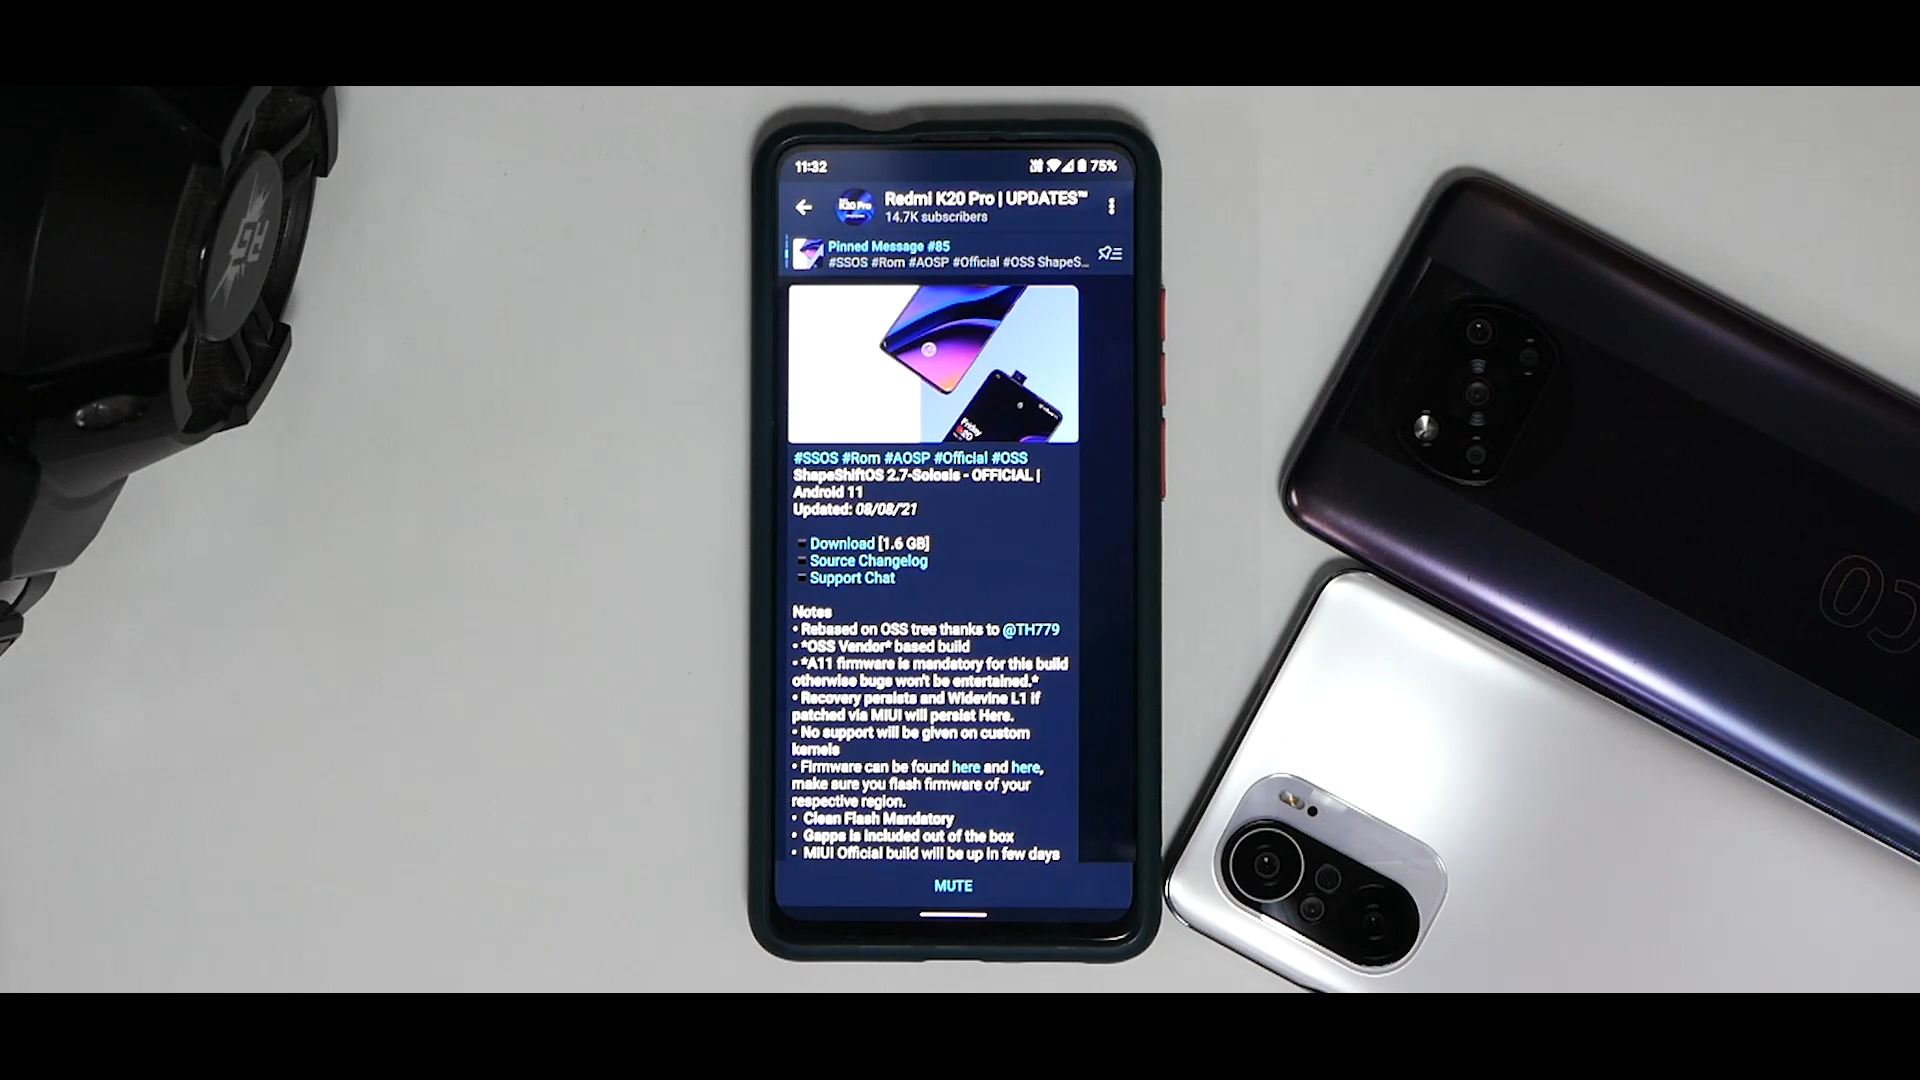 11:32
75%
Redmi K20 Pro | UPDATES™
14.7K subscribers
K20 Pro
Pinned Message #85
#SSOS #Rom #AOSP #Official #OSS ShapeS...
#SSOS #Rom #AOSP #Official #OSS
ShapeShiftOS 2.7-Solosis - OFFICIAL |
Android 11
Updated: 08/08/'21
Download [1.6 GB]
Source Changelog
Support Chat
Notes
• Rebased on OSS tree thanks to @TH779
• *OSS Vendor* based build
• *A11 firmware is mandatory for this build
otherwise bugs won't be entertained.*
• Recovery persists and Widevine L1 if
patched via MIUI will persist Here.
• No support will be given on custom
kernels
• Firmware can be found here and here,
make sure you flash firmware of your
respective region.
• Clean Flash Mandatory
• Gapps is included out of the box
• MIUI Official build will be up in few days
MUTE